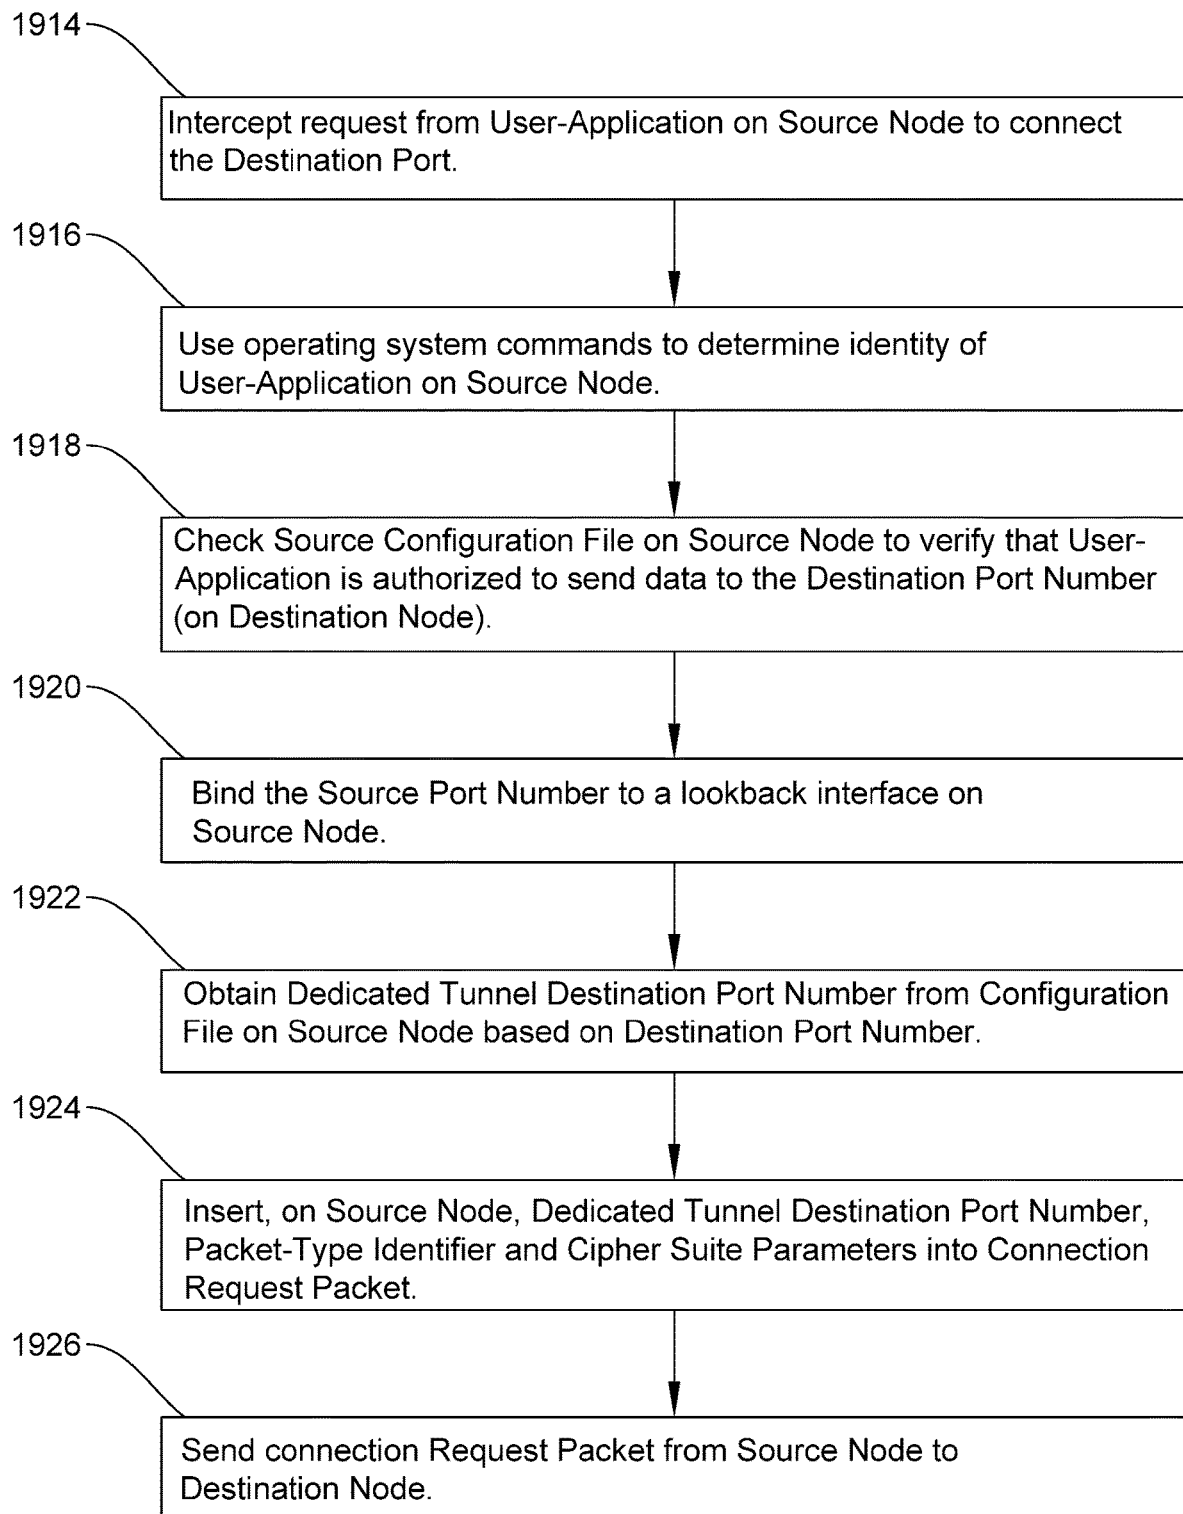 1914
Intercept request from User-Application on Source Node to connect
the Destination Port.
1916
Use operating system commands to determine identity of
User-Application on Source Node.
1918
Check Source Configuration File on Source Node to verify that User-
Application is authorized to send data to the Destination Port Number
(on Destination Node).
1920
Bind the Source Port Number to a lookback interface on
Source Node.
1922
Obtain Dedicated Tunnel Destination Port Number from Configuration
File on Source Node based on Destination Port Number.
1924
Insert, on Source Node, Dedicated Tunnel Destination Port Number,
Packet-Type Identifier and Cipher Suite Parameters into Connection
Request Packet.
1926
Send connection Request Packet from Source Node to
Destination Node.